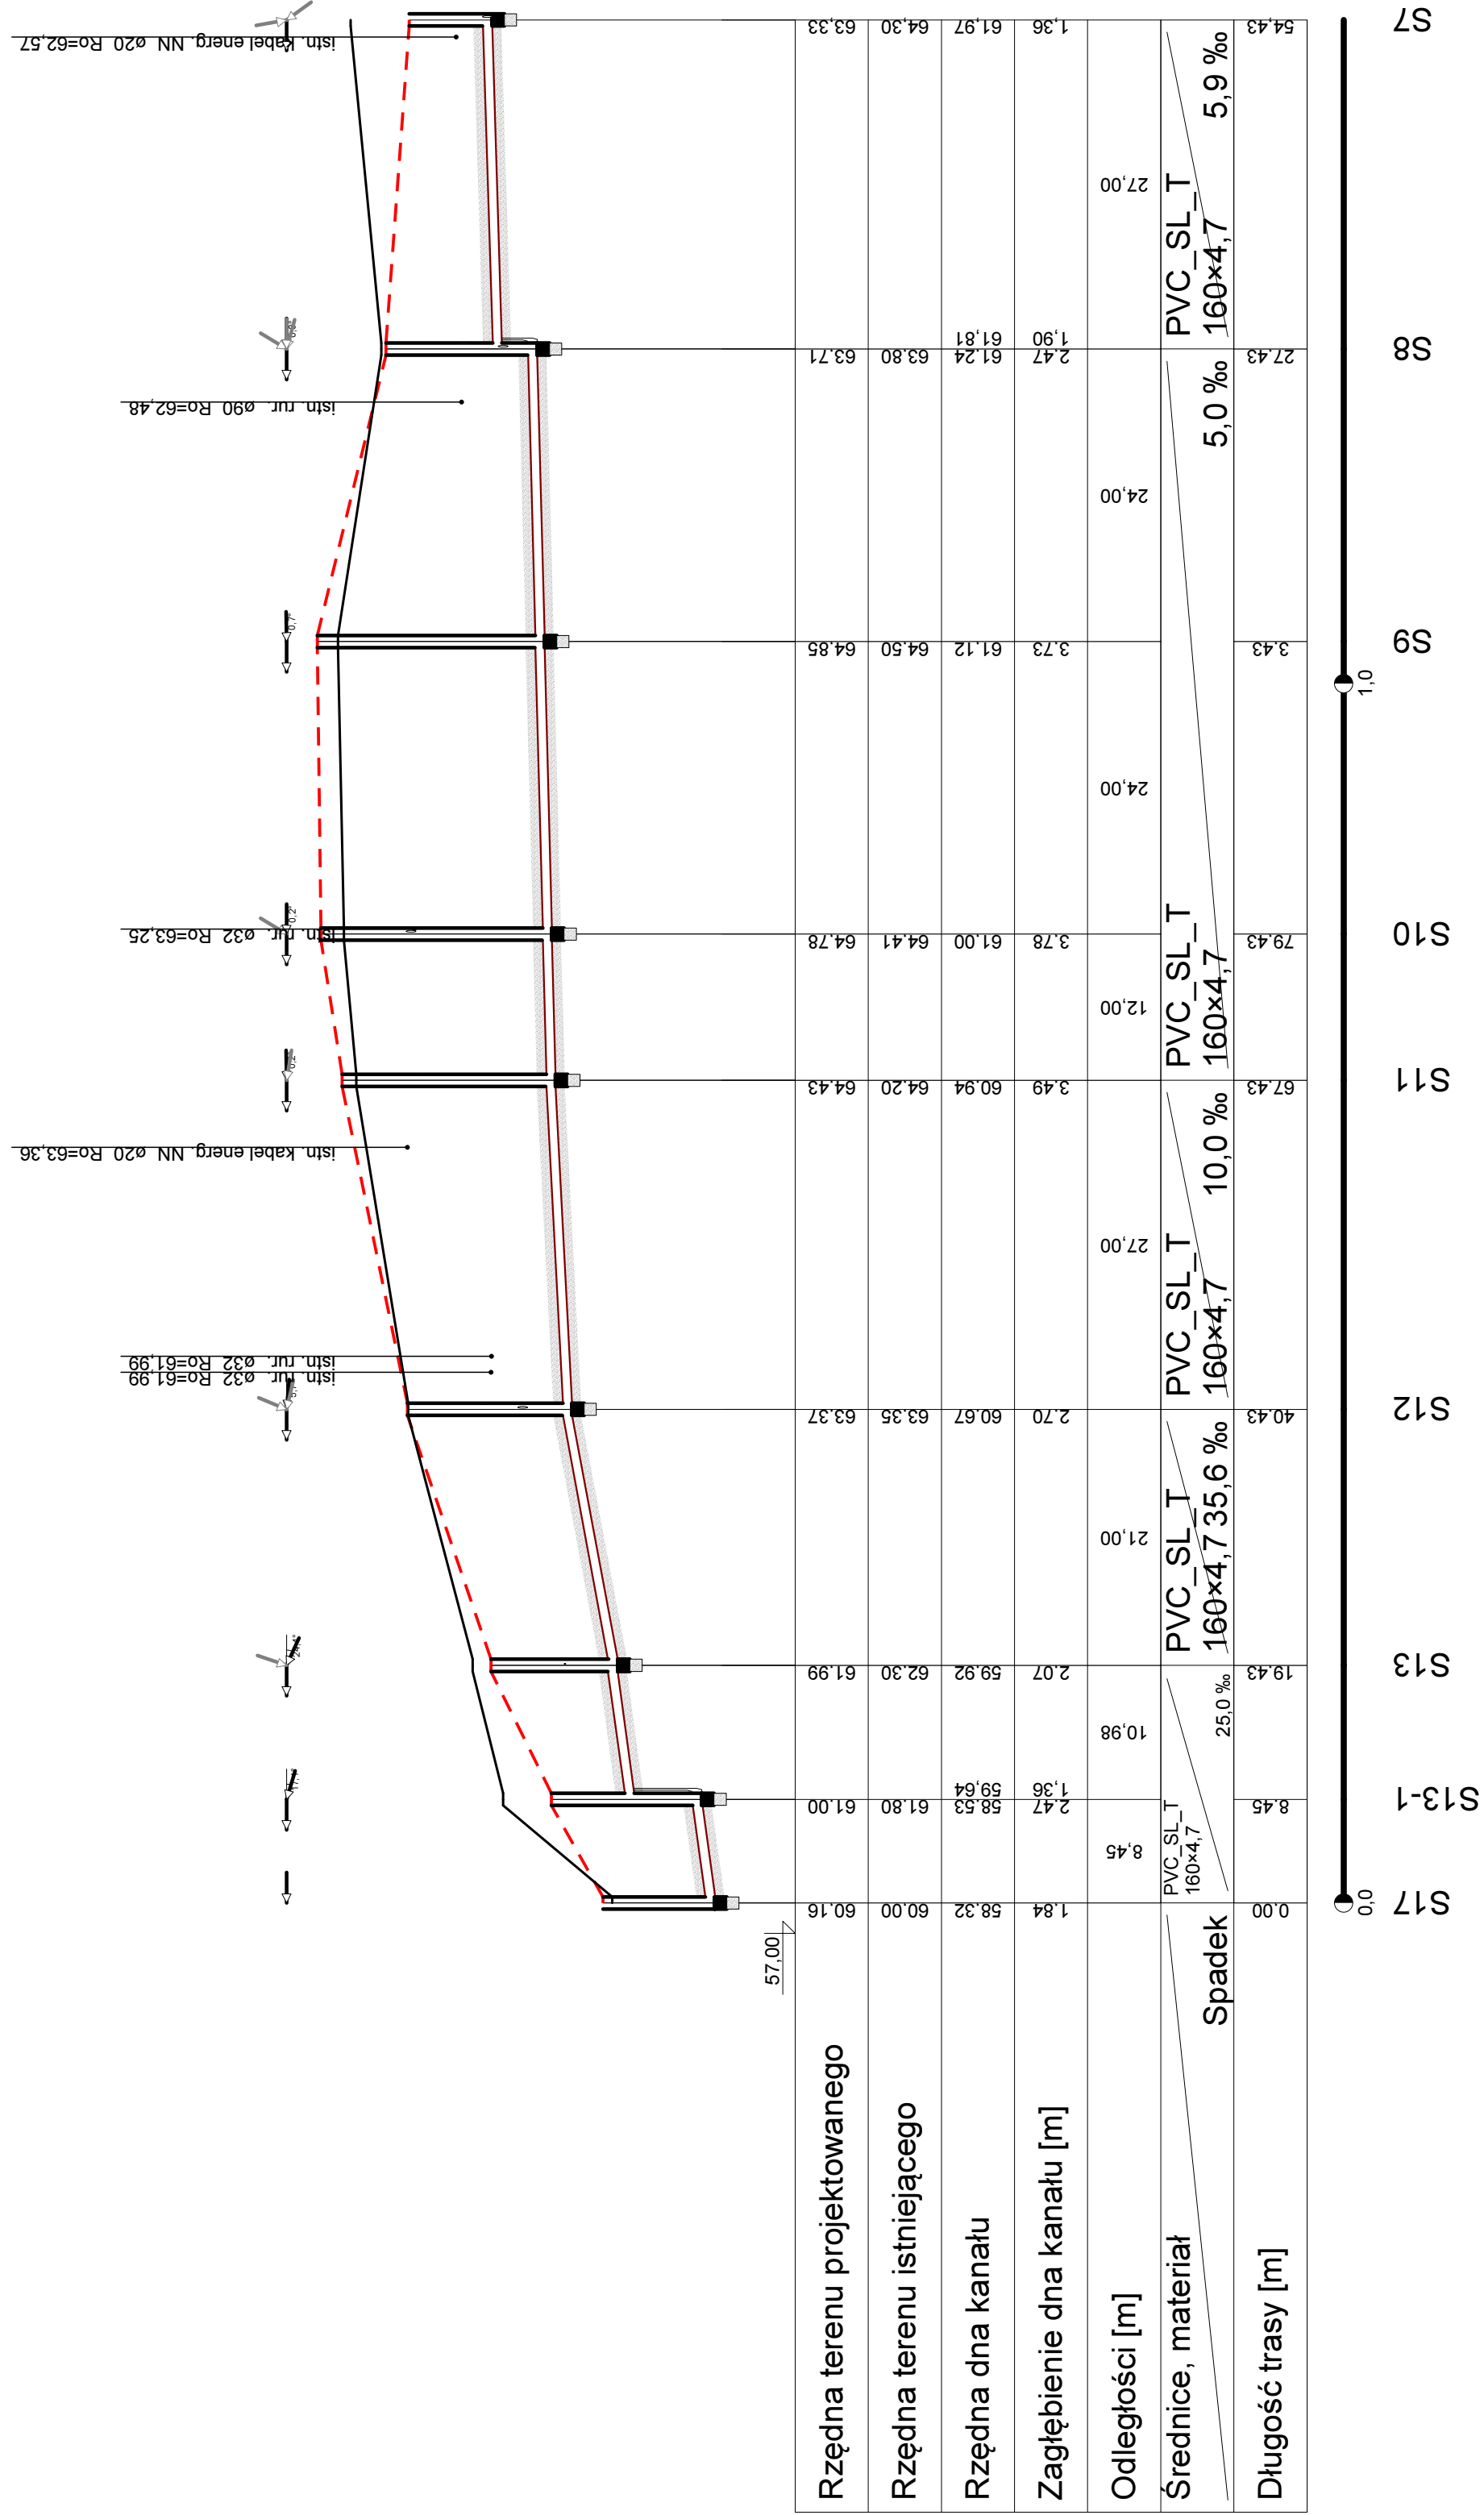 istn. kabel energ. NN ø20 Ro=62,57
istn. rur. ø90 Ro=62,48
istn. rur. ø32 Ro=63,25
istn. kabel energ. NN ø20 Ro=63,36
istn. rur. ø32 Ro=61,99
istn. rur. ø32 Ro=61,99
0,7°
0,2°
57,00
Rzędna terenu projektowanego
60.16
61.00
61.99
63.37
64.43
64.78
64.85
63.71
63,33
Rzędna terenu istniejącego
60.00
61.80
62.30
63.35
64.20
64.41
64.50
63.80
64,30
Rzędna dna kanału
58.32
58.53
59,64
59.92
60.67
60.94
61.00
61.12
61.24
61,81
61,97
Zagłębienie dna kanału [m]
1.84
2.47
1,36
2.07
2.70
3.49
3.78
3.73
2.47
1,90
1,36
Odległości [m]
8,45
10,98
21,00
27,00
12,00
24,00
24,00
27,00
Średnice, materiał
Spadek
PVC_SL_T
160×4,7
25,0 ‰
PVC_SL_T
160×4,7 35,6 ‰
PVC_SL_T
160×4,7
10,0 ‰
PVC_SL_T
160×4,7
5,0 ‰
PVC_SL_T
160×4,7
5,9 ‰
Długość trasy [m]
0.00
8.45
19.43
40.43
67.43
79.43
3.43
27.43
54,43
0,0
1,0
S17
S13-1
S13
S12
S11
S10
S9
S8
S7